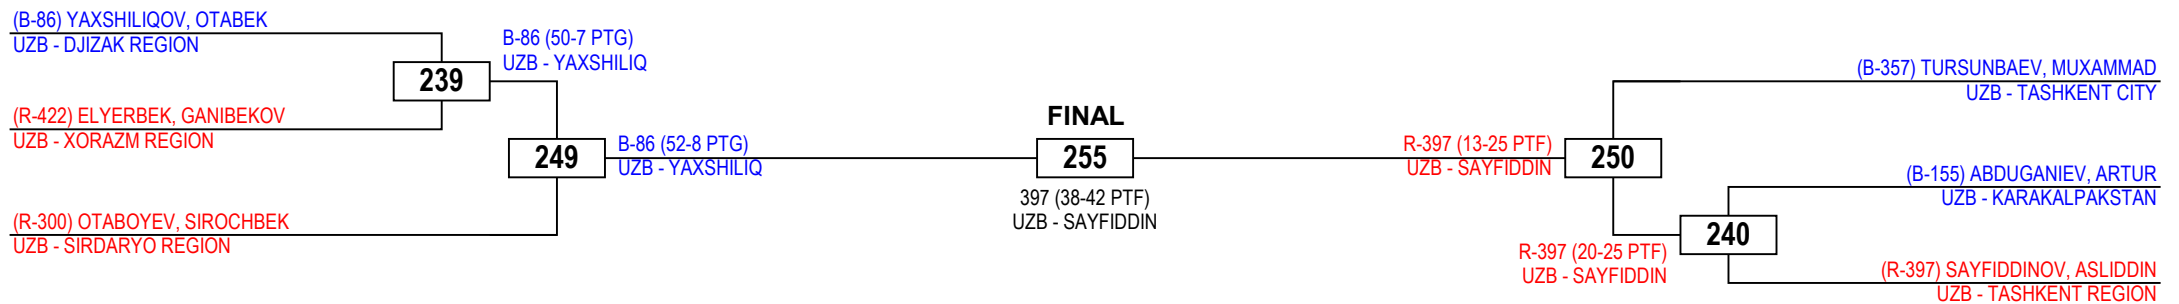 (B-86) YAXSHILIQOV, OTABEK
UZB - DJIZAK REGION
B-86 (50-7 PTG)
UZB - YAXSHILIQ
239
(R-422) ELYERBEK, GANIBEKOV
UZB - XORAZM REGION
249
B-86 (52-8 PTG)
UZB - YAXSHILIQ
(R-300) OTABOYEV, SIROCHBEK
UZB - SIRDARYO REGION
FINAL
255
397 (38-42 PTF)
UZB - SAYFIDDIN
(B-357) TURSUNBAEV, MUXAMMAD
UZB - TASHKENT CITY
R-397 (13-25 PTF)
UZB - SAYFIDDIN
250
(B-155) ABDUGANIEV, ARTUR
UZB - KARAKALPAKSTAN
240
R-397 (20-25 PTF)
UZB - SAYFIDDIN
(R-397) SAYFIDDINOV, ASLIDDIN
UZB - TASHKENT REGION